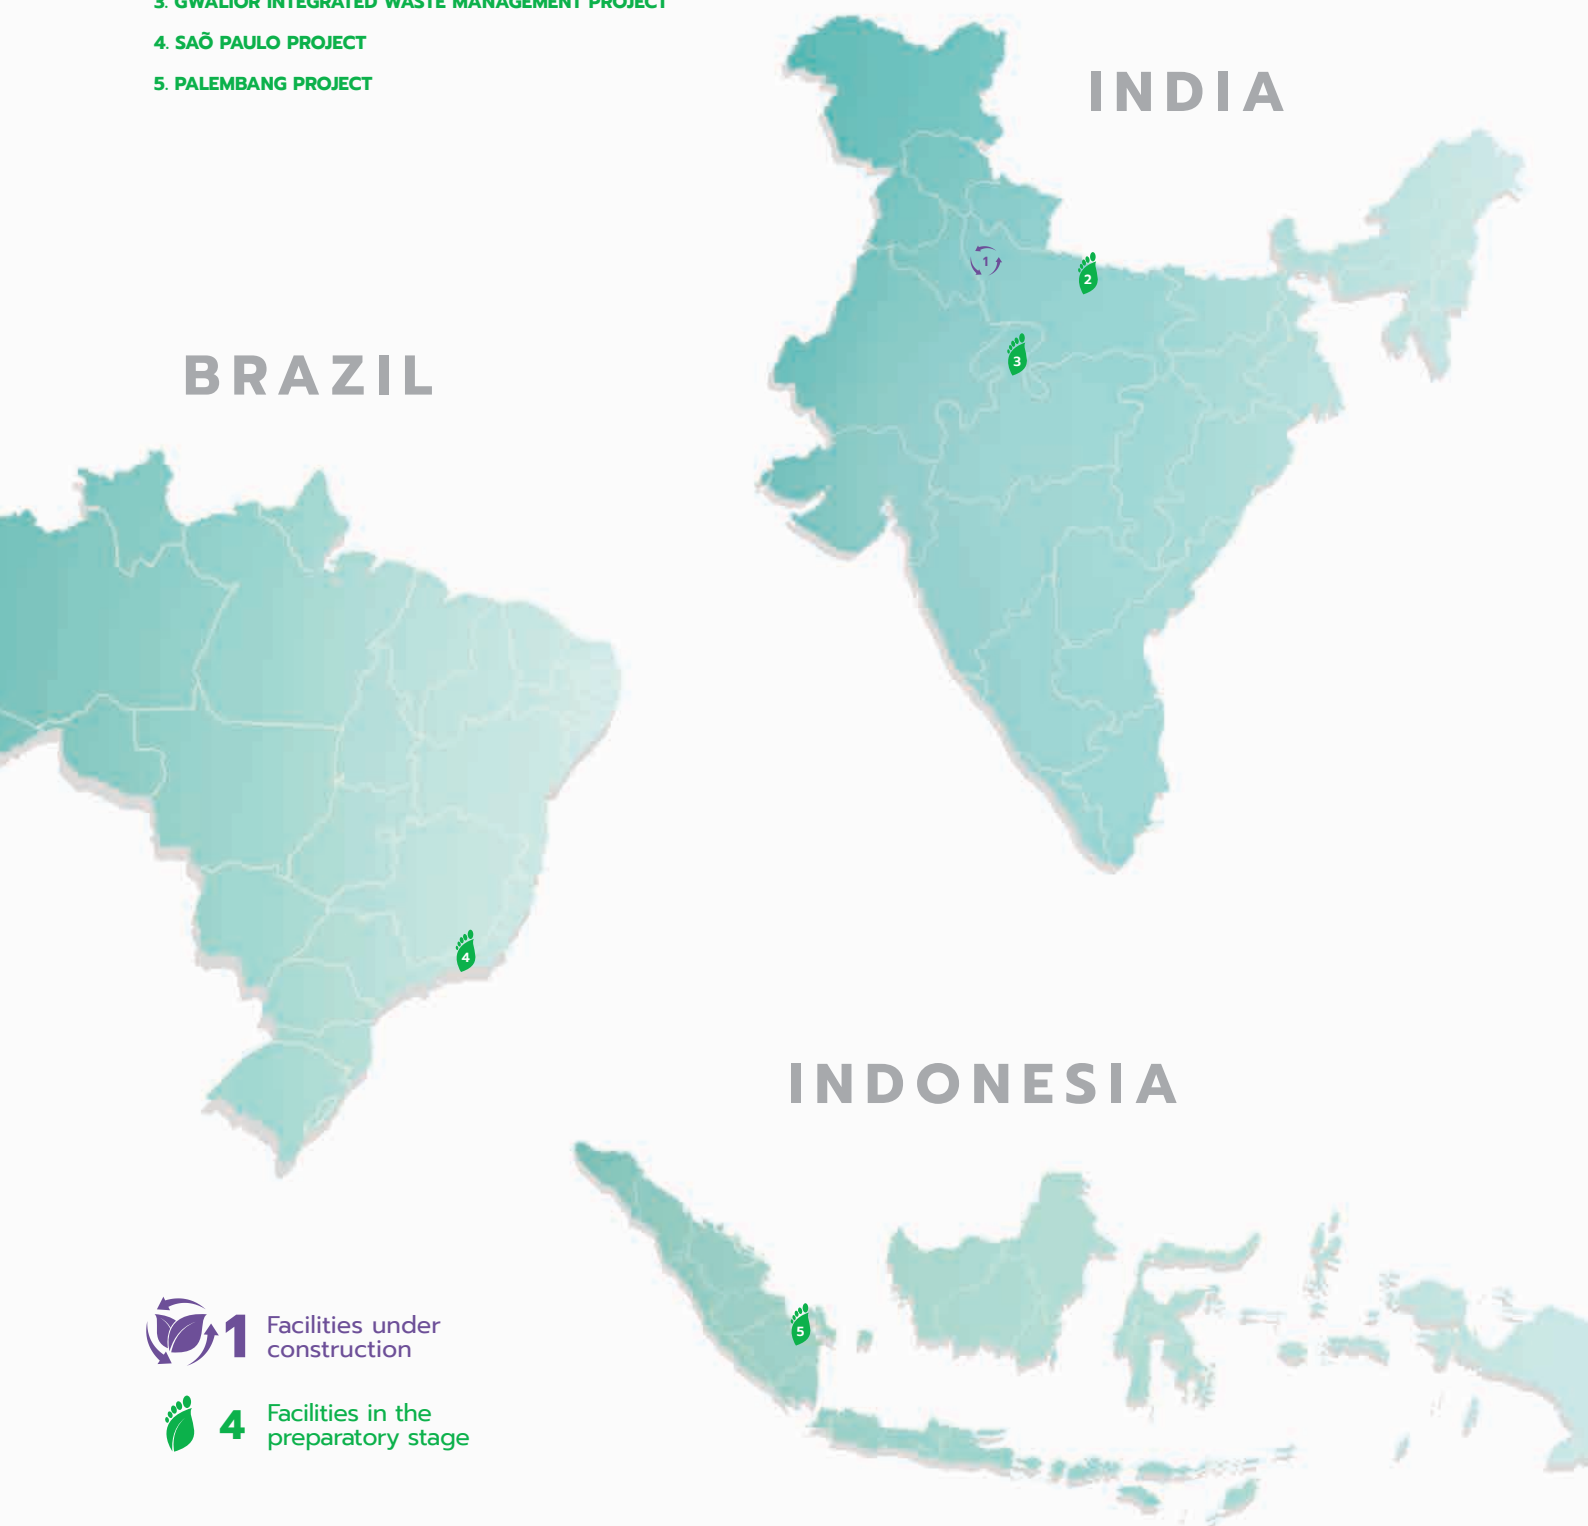 3. GWALIOR INTEGRATED WASTE MANAGEMENT PROJECT
4. SAÕ PAULO PROJECT
5. PALEMBANG PROJECT
INDIA
1
2
3
BRAZIL
4
INDONESIA
5
1 Facilities under
construction
4 Facilities in the
preparatory stage